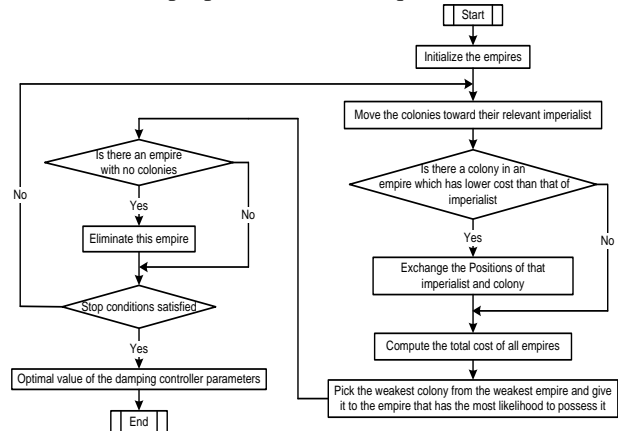 Start
Initialize the empires
Move the colonies toward their relevant imperialist
Is there a colony in an
empire which has lower cost than that of
imperialist
Yes
No
Exchange the Positions of that
imperialist and colony
Compute the total cost of all empires
Pick the weakest colony from the weakest empire and give
it to the empire that has the most likelihood to possess it
Is there an empire
with no colonies
Yes
No
Eliminate this empire
Stop conditions satisfied
No
Yes
Optimal value of the damping controller parameters
End